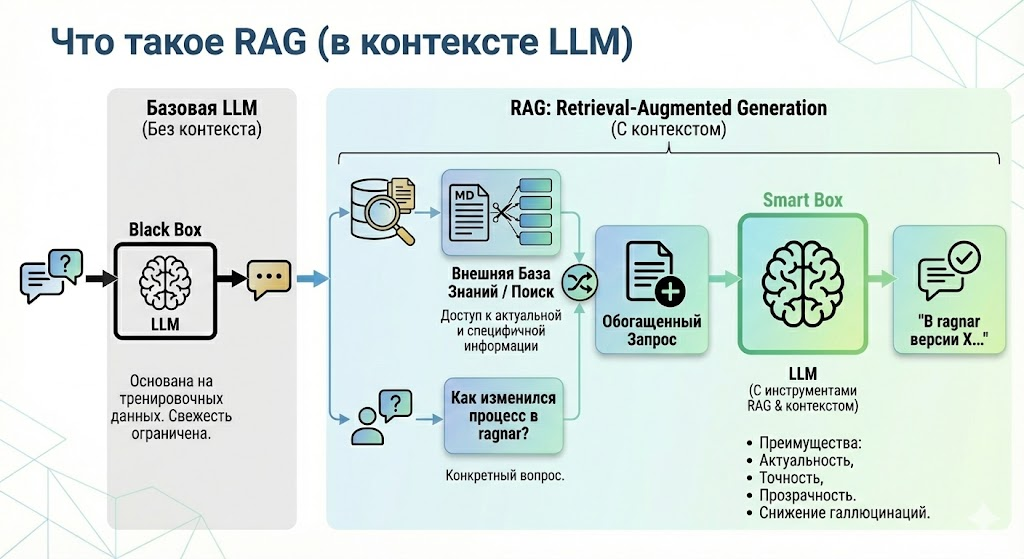 Что такое RAG (в контексте LLM)
Базовая LLM
(Без контекста)
Black Box
?
LLM
Основана на
тренировочных
данных. Свежесть
ограничена.
RAG: Retrieval-Augmented Generation
(С контекстом)
MD
Внешняя База
Знаний / Поиск
Доступ к актуальной
и специфичной
информации
?
Как изменился
процесс в
ragnar?
Конкретный вопрос.
Обогащенный
Запрос
Smart Box
LLM
(С инструментами
RAG & контекстом)
• Преимущества:
• Актуальность,
• Точность,
• Прозрачность.
• Снижение галлюцинаций.
"В ragnar
версии X..."